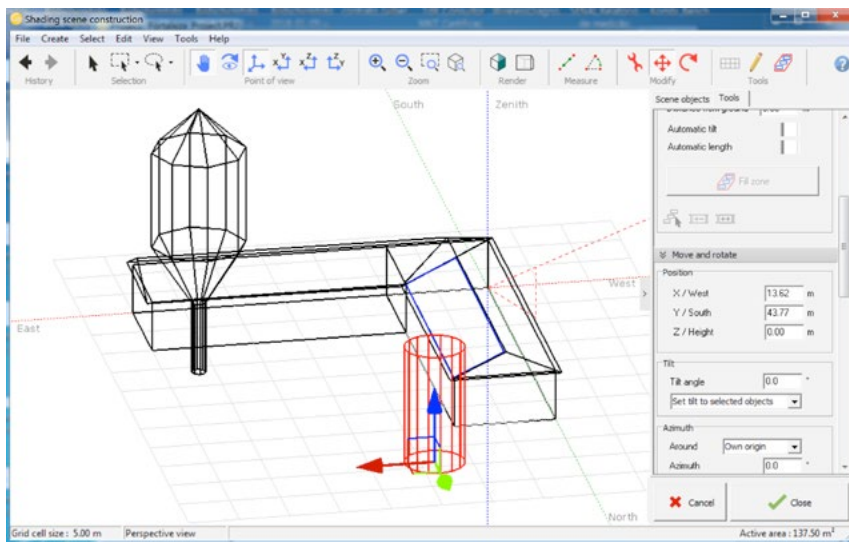 Shading scene construction
File Create Select Edit View Tools Help
History Selection Point of view Zoom Render Measure Modify Tools
South Zenith
East
West
North
Scene objects Tools
Automatic tilt
Automatic length
Fill zone
Move and rotate
Position
X / West 13.62 m
Y / South 43.77 m
Z / Height 0.00 m
Tilt
Tilt angle 0.0 °
Set tilt to selected objects
Azimuth
Around Own origin
Azimuth 0.0 °
Cancel Close
Grid cell size : 5.00 m Perspective view Active area : 137.50 m²